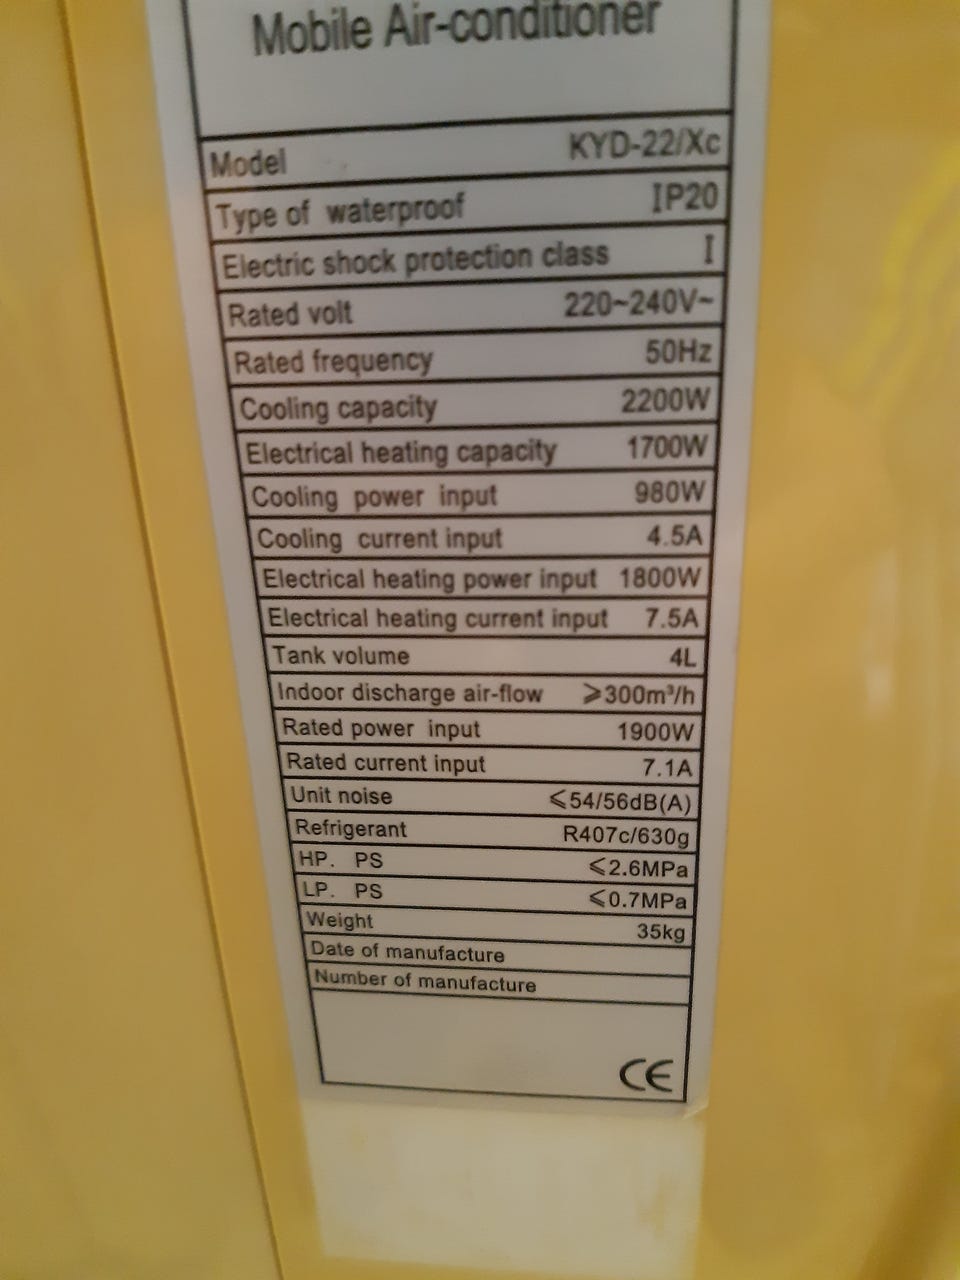 Mobile Air-conditioner
Model KYD-22/Xc
Type of waterproof IP20
Electric shock protection class I
Rated volt 220~240V~
Rated frequency 50Hz
Cooling capacity 2200W
Electrical heating capacity 1700W
Cooling power input 980W
Cooling current input 4.5A
Electrical heating power input 1800W
Electrical heating current input 7.5A
Tank volume 4L
Indoor discharge air-flow ⩾300m³/h
Rated power input 1900W
Rated current input 7.1A
Unit noise ⩽54/56dB(A)
Refrigerant R407c/630g
HP. PS ⩽2.6MPa
LP. PS ⩽0.7MPa
Weight 35kg
Date of manufacture
Number of manufacture
CE